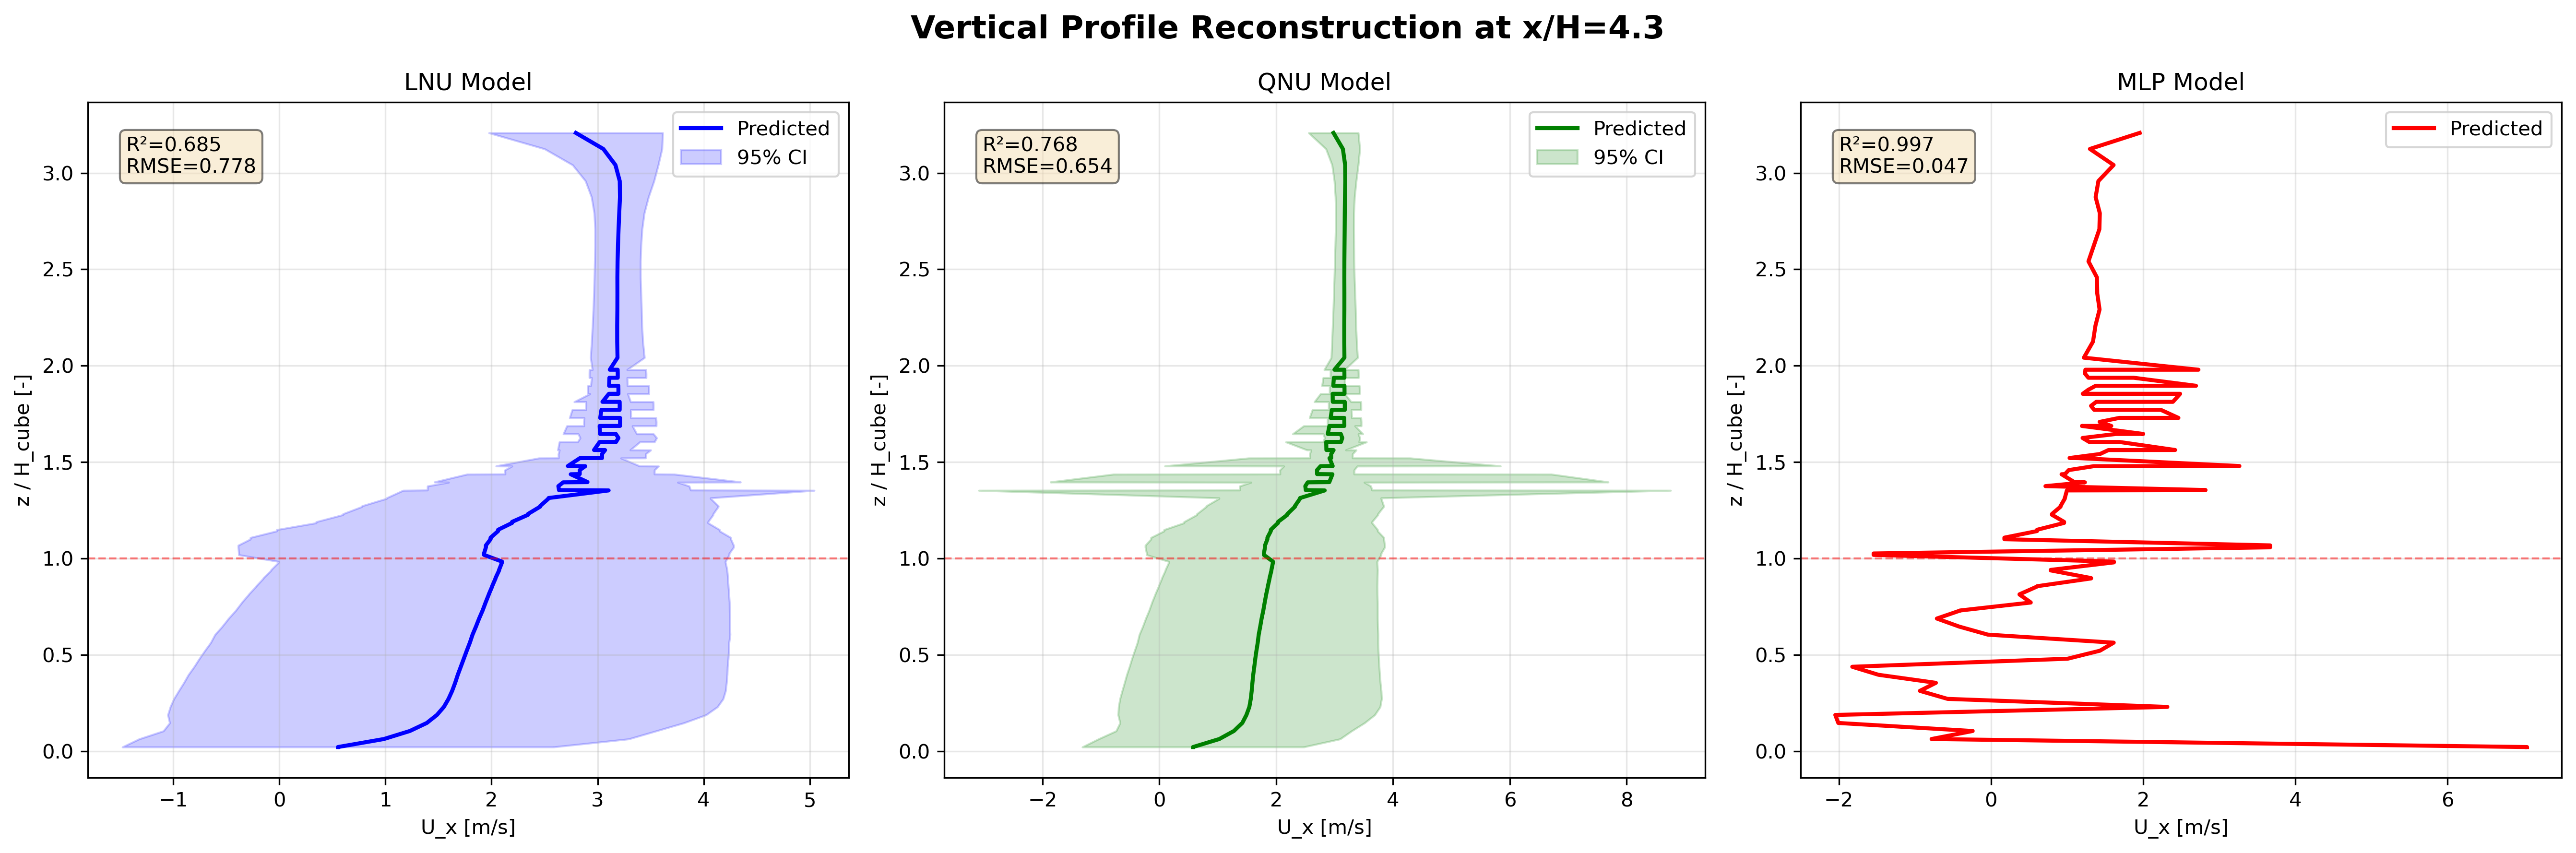 Vertical Profile Reconstruction at x/H=4.3
LNU Model
R²=0.685
RMSE=0.778
Predicted
95% CI
3.0
2.5
2.0
1.5
1.0
0.5
0.0
z / H_cube [-]
−1
0
1
2
3
4
5
U_x [m/s]
QNU Model
R²=0.768
RMSE=0.654
Predicted
95% CI
3.0
2.5
2.0
1.5
1.0
0.5
0.0
z / H_cube [-]
−2
0
2
4
6
8
U_x [m/s]
MLP Model
R²=0.997
RMSE=0.047
Predicted
3.0
2.5
2.0
1.5
1.0
0.5
0.0
z / H_cube [-]
−2
0
2
4
6
U_x [m/s]